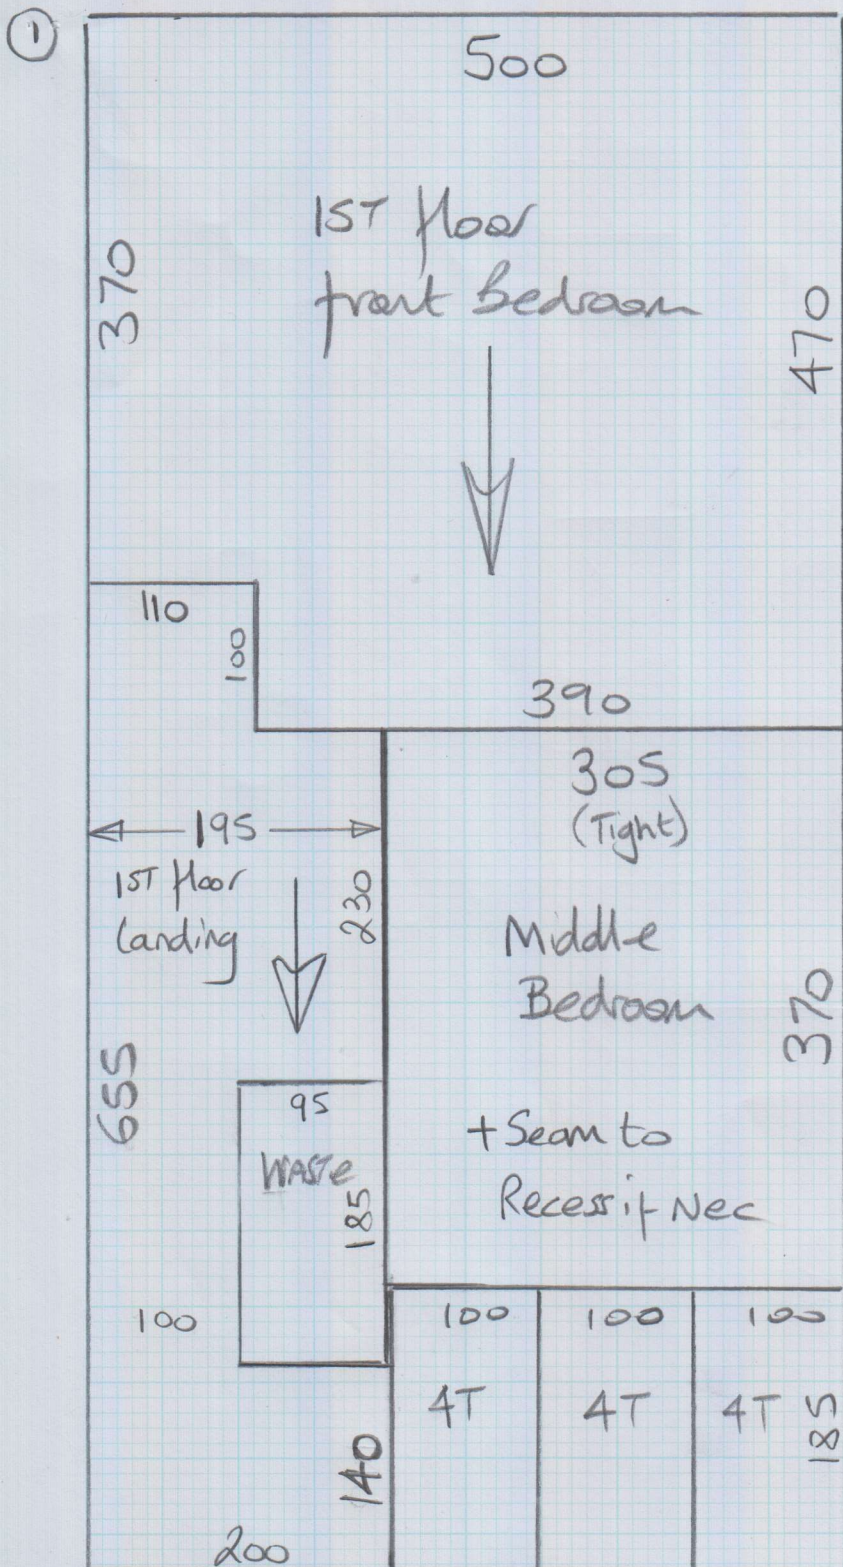 1
500
1ST floor
front Bedroom
370
470
110
100
390
305
(Tight)
195
1ST floor
Landing
230
Middle
Bedroom
370
655
95
WASTE
185
+ Seam to
Recess if Nec
100
100
100
100
4T
4T
4T
185
140
200